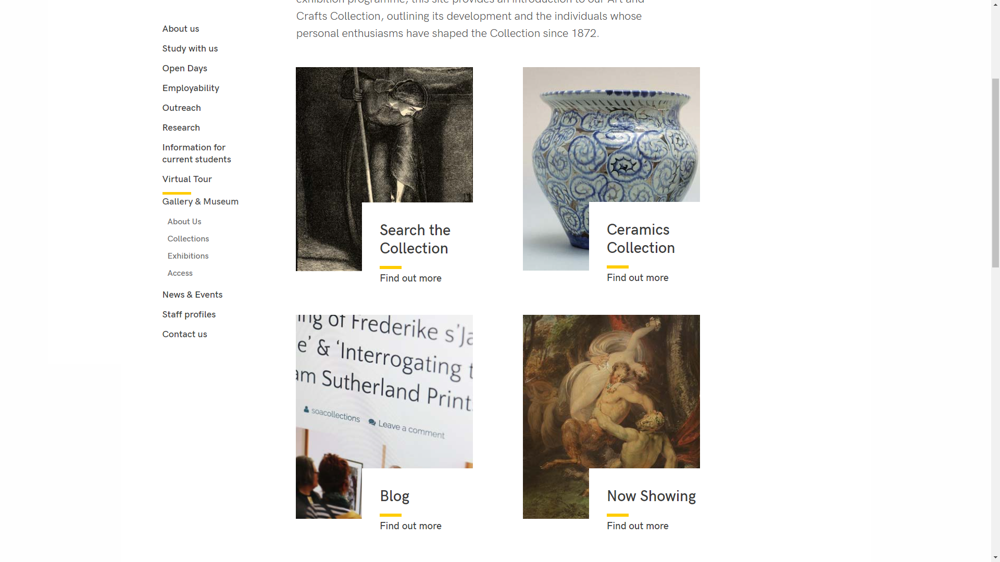 exhibition programme, this site provides an introduction to our Art and
Crafts Collection, outlining its development and the individuals whose
personal enthusiasms have shaped the Collection since 1872.
About us
Study with us
Open Days
Employability
Outreach
Research
Information for
current students
Virtual Tour
Gallery & Museum
About Us
Collections
Exhibitions
Access
News & Events
Staff profiles
Contact us
Search the
Collection
Find out more
Ceramics
Collection
Find out more
ing of Frederike s'Ja
e' & 'Interrogating t
am Sutherland Print
soacollections Leave a comment
Blog
Find out more
Now Showing
Find out more